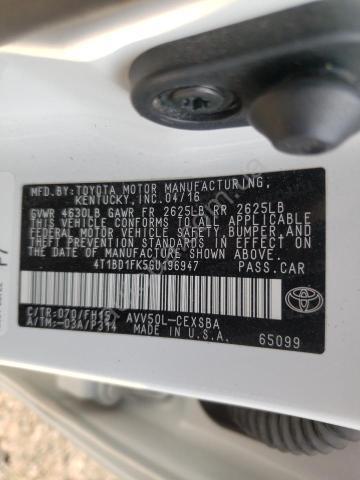 MFD.BY:TOYOTA MOTOR MANUFACTURING,
KENTUCKY, INC.04/16
GVWR 4630LB GAWR FR 2625LB RR 2625LB
THIS VEHICLE CONFORMS TO ALL APPLICABLE
FEDERAL MOTOR VEHICLE SAFETY, BUMPER, AND
THEFT PREVENTION STANDARDS IN EFFECT ON
THE DATE OF MANUFACTURE SHOWN ABOVE.
4T1BD1FK5GU196947 PASS.CAR
C/TR:070/FH15 AVV50L-CEXSBA
A/TM:-03A/P314 MADE IN U.S.A.
TOYOTA
65099